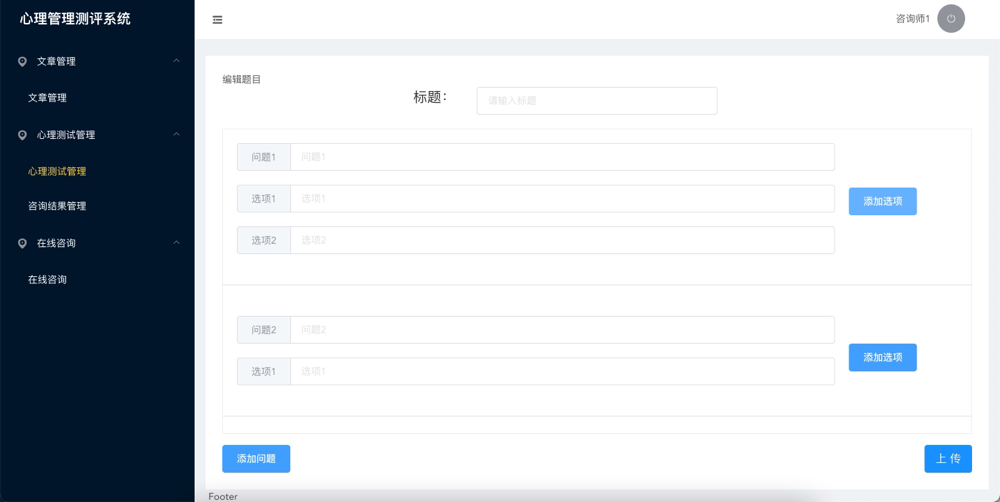 心理管理测评系统
咨询师1
文章管理
文章管理
心理测试管理
心理测试管理
咨询结果管理
在线咨询
在线咨询
编辑题目
标题：
请输入标题
问题1 问题1
选项1 选项1
添加选项
选项2 选项2
问题2 问题2
添加选项
选项1 选项1
添加问题
上 传
Footer